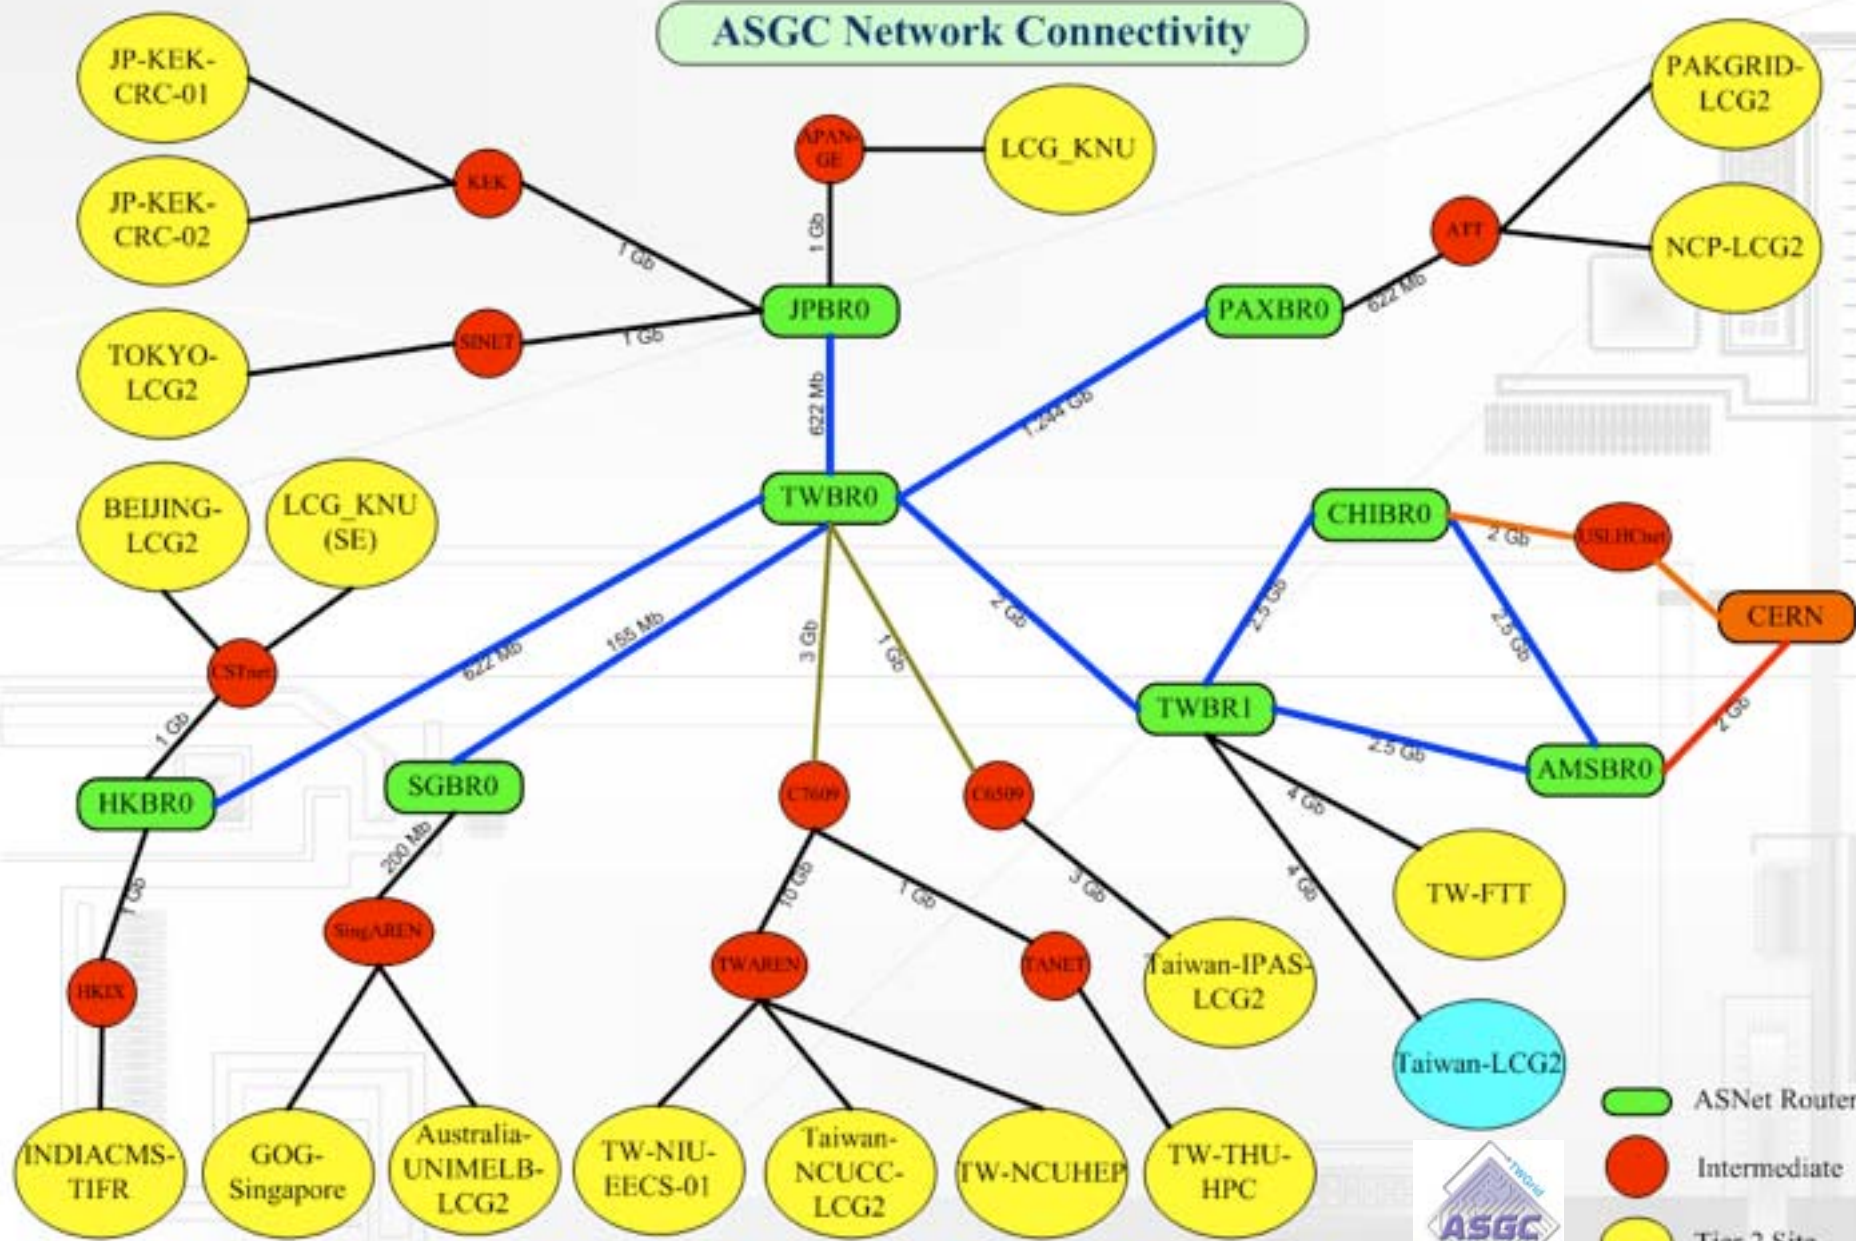 ASGC Network Connectivity
JP-KEK-
CRC-01
JP-KEK-
CRC-02
TOKYO-
LCG2
KEK
SINET
1 Gb
1 Gb
APAN-
GE
LCG_KNU
1 Gb
JPBR0
PAXBR0
622 Mb
ATT
PAKGRID-
LCG2
NCP-LCG2
622 Mb
1.244 Gb
TWBR0
BEIJING-
LCG2
LCG_KNU
(SE)
CSTnet
1 Gb
HKBR0
622 Mb
155 Mb
SGBR0
3 Gb
1 Gb
2 Gb
CHIBR0
2 Gb
USLHCnet
CERN
2.5 Gb
2.5 Gb
TWBR1
2.5 Gb
AMSBR0
2 Gb
1 Gb
HKIX
INDIACMS-
TIFR
200 Mb
SingAREN
GOG-
Singapore
Australia-
UNIMELB-
LCG2
C7609
C6509
10 Gb
1 Gb
3 Gb
TWAREN
TANET
Taiwan-IPAS-
LCG2
TW-NIU-
EECS-01
Taiwan-
NCUCC-
LCG2
TW-NCUHEP
TW-THU-
HPC
4 Gb
4 Gb
TW-FTT
Taiwan-LCG2
TWGrid
ASGC
ASNet Router
Intermediate
Tier 2 Site